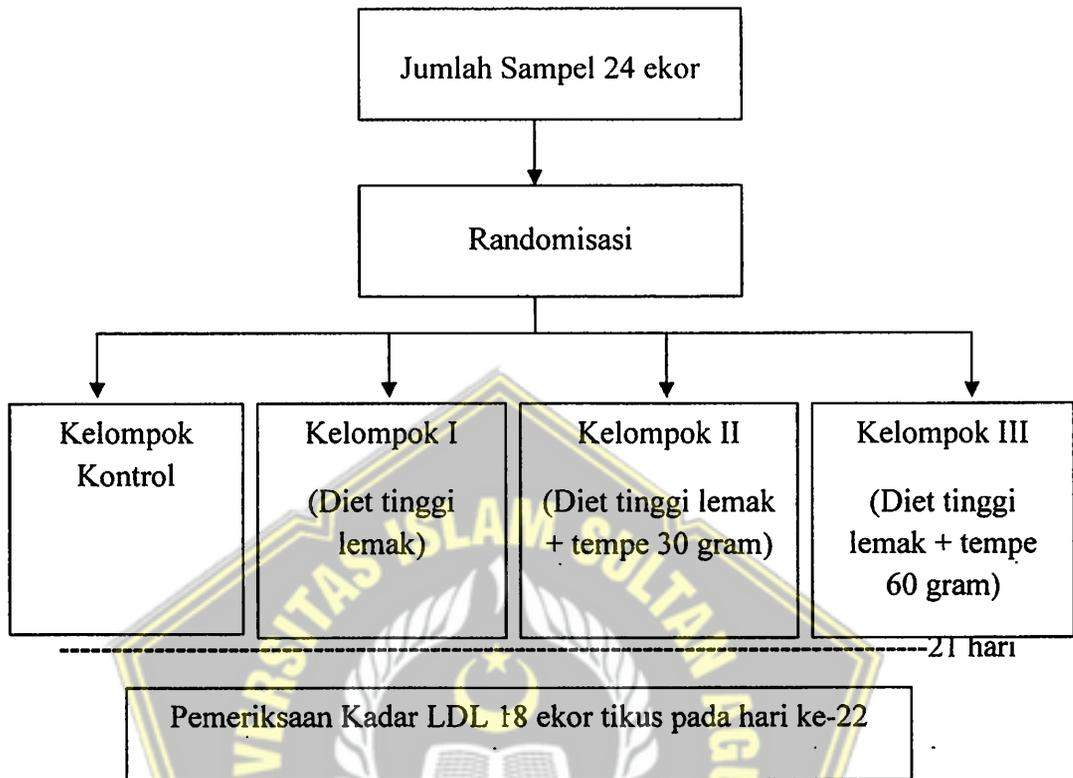 Jumlah Sampel 24 ekor
Randomisasi
Kelompok
Kontrol
Kelompok I
(Diet tinggi
lemak)
Kelompok II
(Diet tinggi lemak
+ tempe 30 gram)
Kelompok III
(Diet tinggi
lemak + tempe
60 gram)
21 hari
Pemeriksaan Kadar LDL 18 ekor tikus pada hari ke-22
ISLAM SULTAN